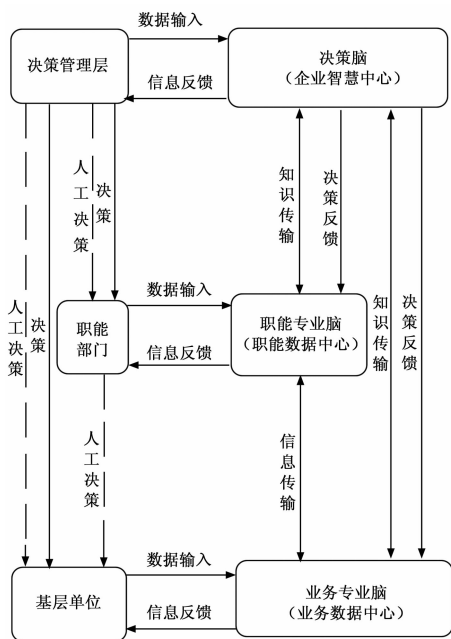 数据输入
决策管理层
决策脑
(企业智慧中心)
信息反馈
人工决策
决策
知识传输
决策反馈
人工决策
决策
数据输入
职能
部门
职能专业脑
(职能数据中心)
信息反馈
知识传输
决策反馈
人工决策
信息传输
数据输入
基层单位
业务专业脑
(业务数据中心)
信息反馈